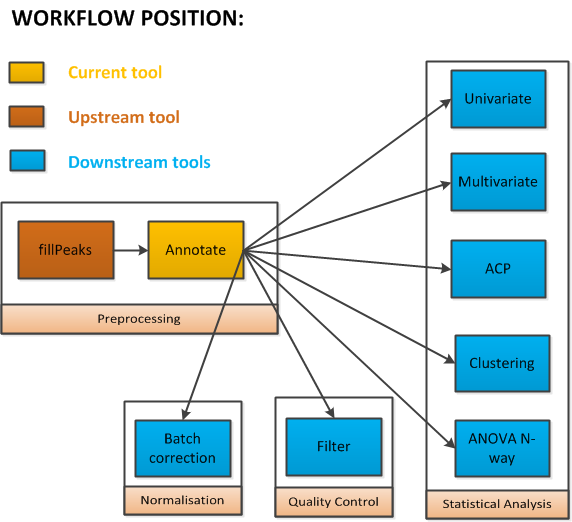 WORKFLOW POSITION:
Current tool
Upstream tool
Downstream tools
fillPeaks
Annotate
Preprocessing
Univariate
Multivariate
ACP
Clustering
ANOVA N-
way
Statistical Analysis
Batch
correction
Normalisation
Filter
Quality Control